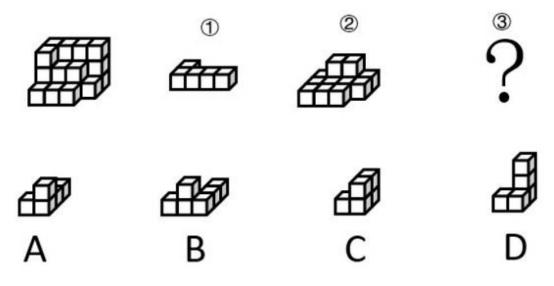 ① ② ③
?
A B C D